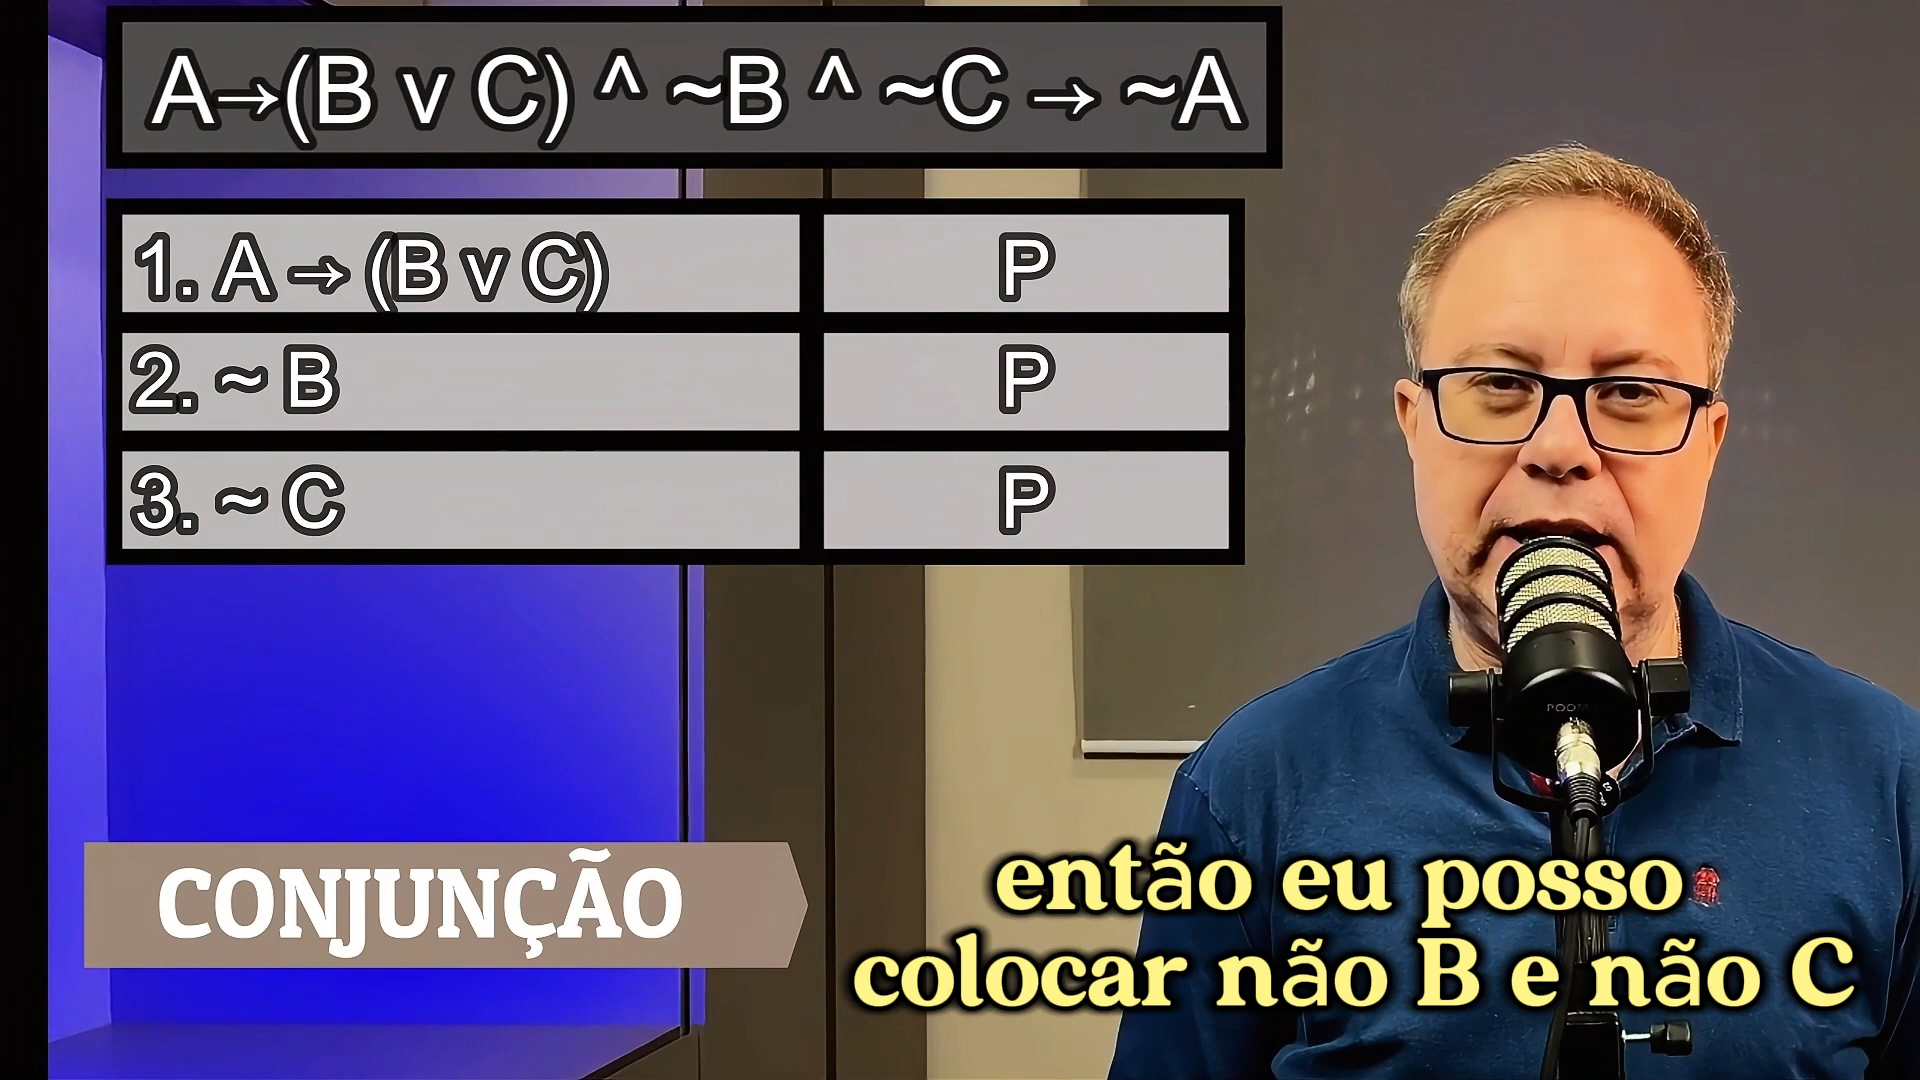 A→(B v C) ^ ~B ^ ~C → ~A
1. A → (B v C) P
2. ~ B P
3. ~ C P
CONJUNÇÃO
então eu posso
colocar não B e não C